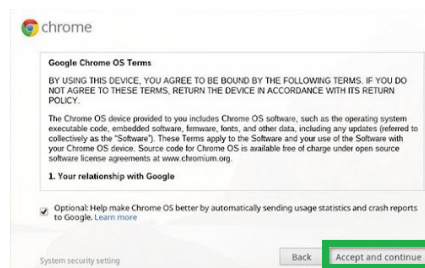 chrome
Google Chrome OS Terms
BY USING THIS DEVICE, YOU AGREE TO BE BOUND BY THE FOLLOWING TERMS. IF YOU DO
NOT AGREE TO THESE TERMS, RETURN THE DEVICE IN ACCORDANCE WITH ITS RETURN
POLICY.
The Chrome OS device provided to you includes Chrome OS software, such as the operating system
executable code, embedded software, firmware, fonts, and other data, including any updates (referred to
collectively as the "Software"). These Terms apply to the Software and your use of the Software with
your Chrome OS device. Source code for Chrome OS is available free of charge under open source
software license agreements at www.chromium.org.
1. Your relationship with Google
Optional: Help make Chrome OS better by automatically sending usage statistics and crash reports
to Google. Learn more
System security setting
Back
Accept and continue